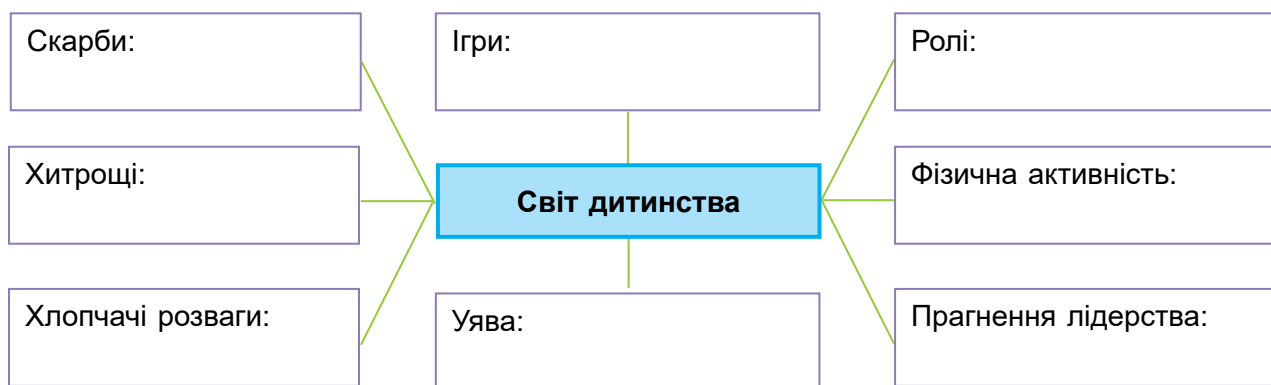 Скарби:
Ігри:
Ролі:
Хитрощі:
Світ дитинства
Фізична активність:
Хлопчачі розваги:
Уява:
Прагнення лідерства: